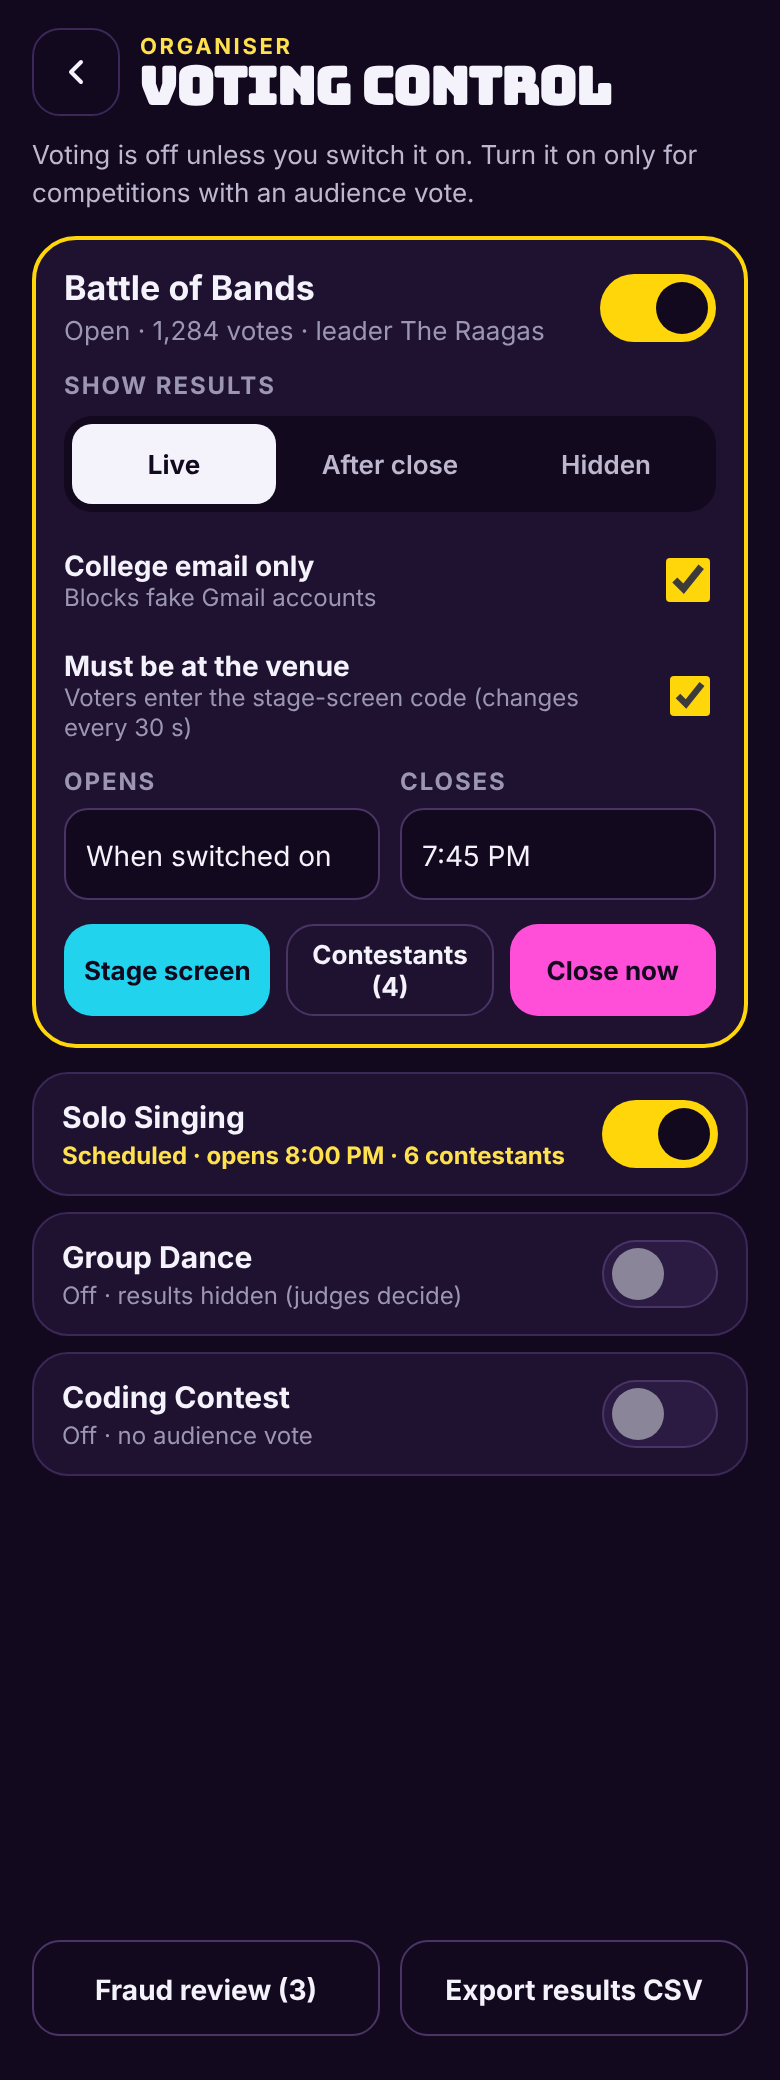 ORGANISER
VOTING CONTROL
Voting is off unless you switch it on. Turn it on only for
competitions with an audience vote.
Battle of Bands
Open · 1,284 votes · leader The Raagas
SHOW RESULTS
Live After close Hidden
College email only
Blocks fake Gmail accounts
Must be at the venue
Voters enter the stage-screen code (changes
every 30 s)
OPENS CLOSES
When switched on 7:45 PM
Stage screen Contestants (4) Close now
Solo Singing
Scheduled · opens 8:00 PM · 6 contestants
Group Dance
Off · results hidden (judges decide)
Coding Contest
Off · no audience vote
Fraud review (3) Export results CSV